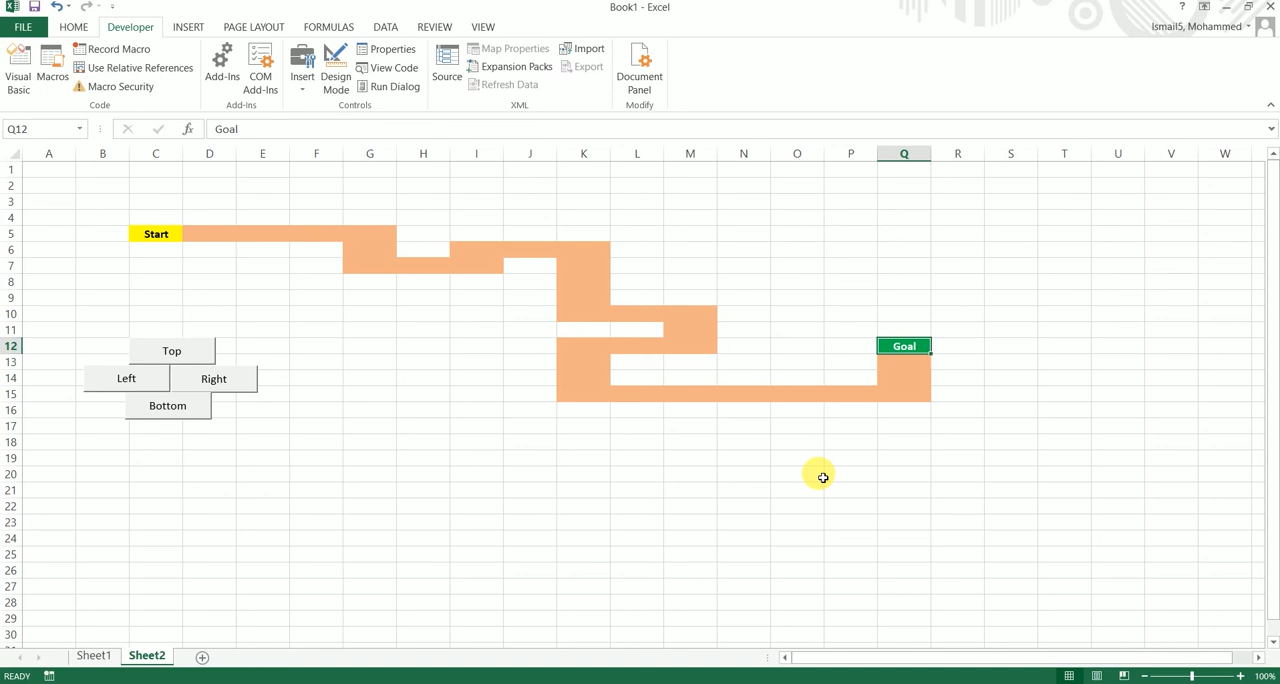 Book1 - Excel
?
FILE HOME Developer INSERT PAGE LAYOUT FORMULAS DATA REVIEW VIEW Ismail5, Mohammed
Visual Basic
Macros
Record Macro
Use Relative References
Macro Security
Code
Add-Ins
COM Add-Ins
Add-Ins
Insert
Design Mode
Properties
View Code
Run Dialog
Controls
Source
Map Properties
Expansion Packs
Refresh Data
Import
Export
XML
Document Panel
Modify
Q12 fx Goal
A B C D E F G H I J K L M N O P Q R S T U V W
1
2
3
4
5 Start
6
7
8
9
10
11
12 Goal
13
14
15
16
17
18
19
20
21
22
23
24
25
26
27
28
29
30
Top
Left Right
Bottom
Sheet1 Sheet2
READY 100%